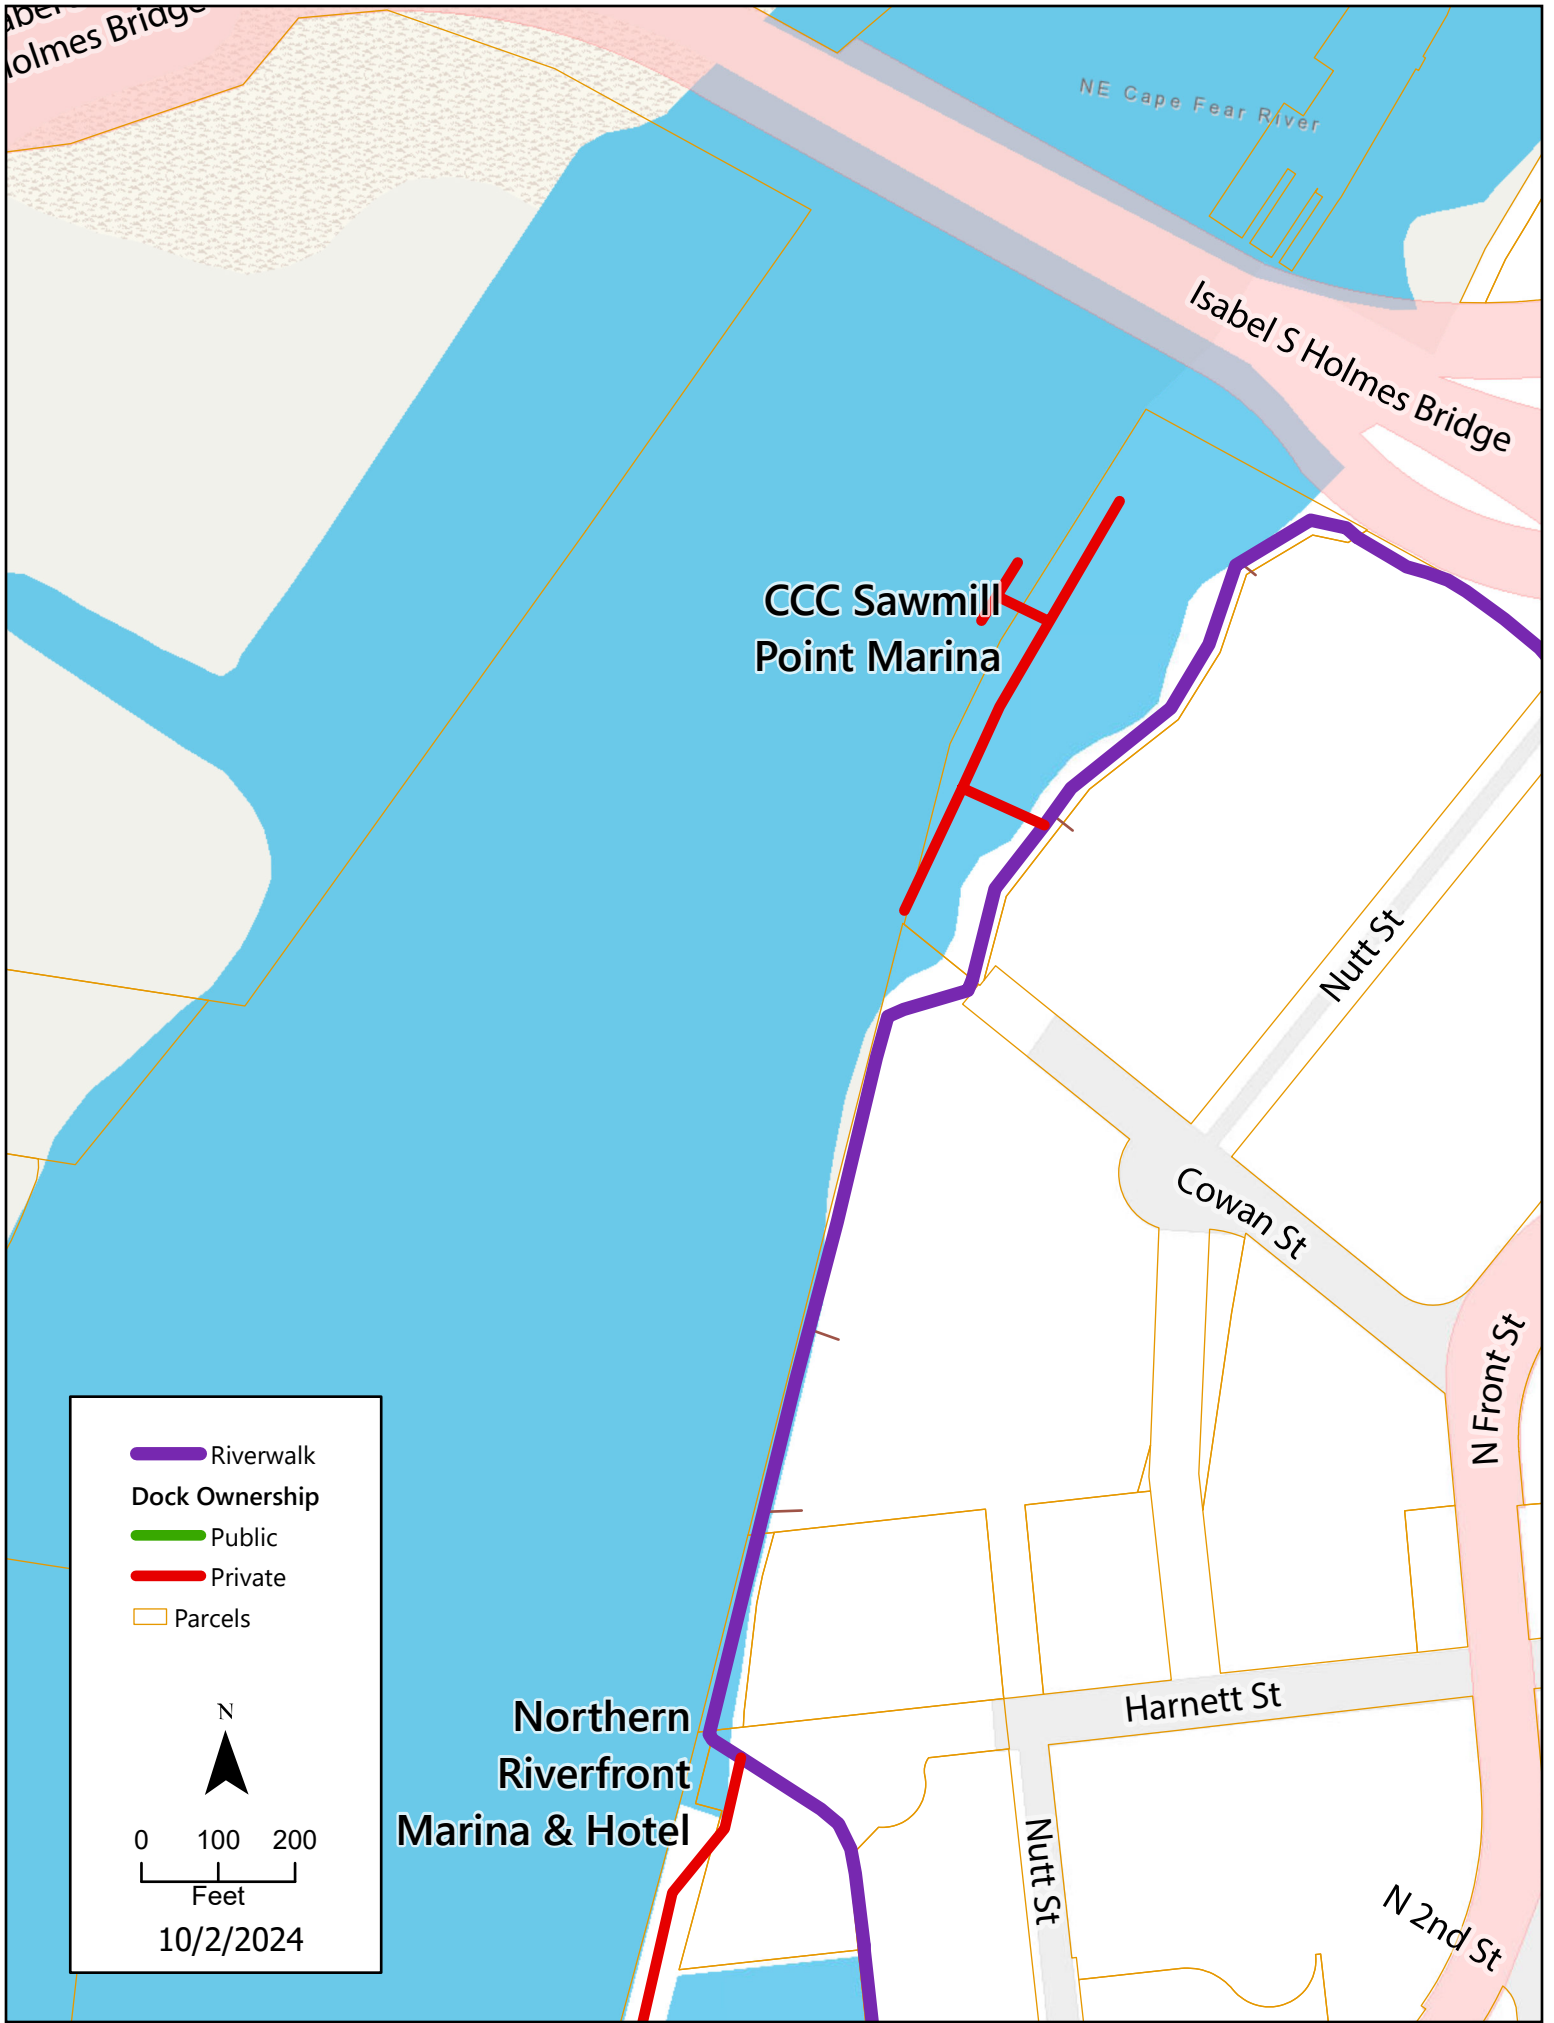 Holmes Bridge
NE Cape Fear River
Isabel S Holmes Bridge
CCC Sawmill
Point Marina
Nutt St
Cowan St
N Front St
Riverwalk
Dock Ownership
Public
Private
Parcels
N
0 100 200
Feet
10/2/2024
Northern
Riverfront
Marina & Hotel
Harnett St
Nutt St
N 2nd St